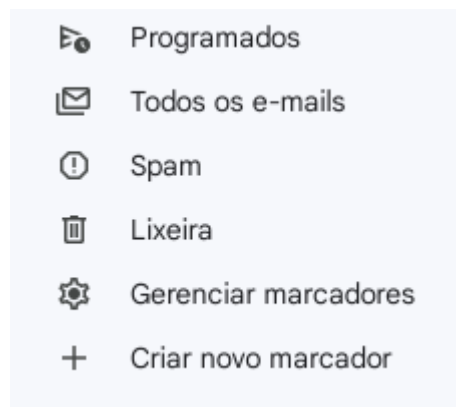 Programados
Todos os e-mails
Spam
Lixeira
Gerenciar marcadores
Criar novo marcador